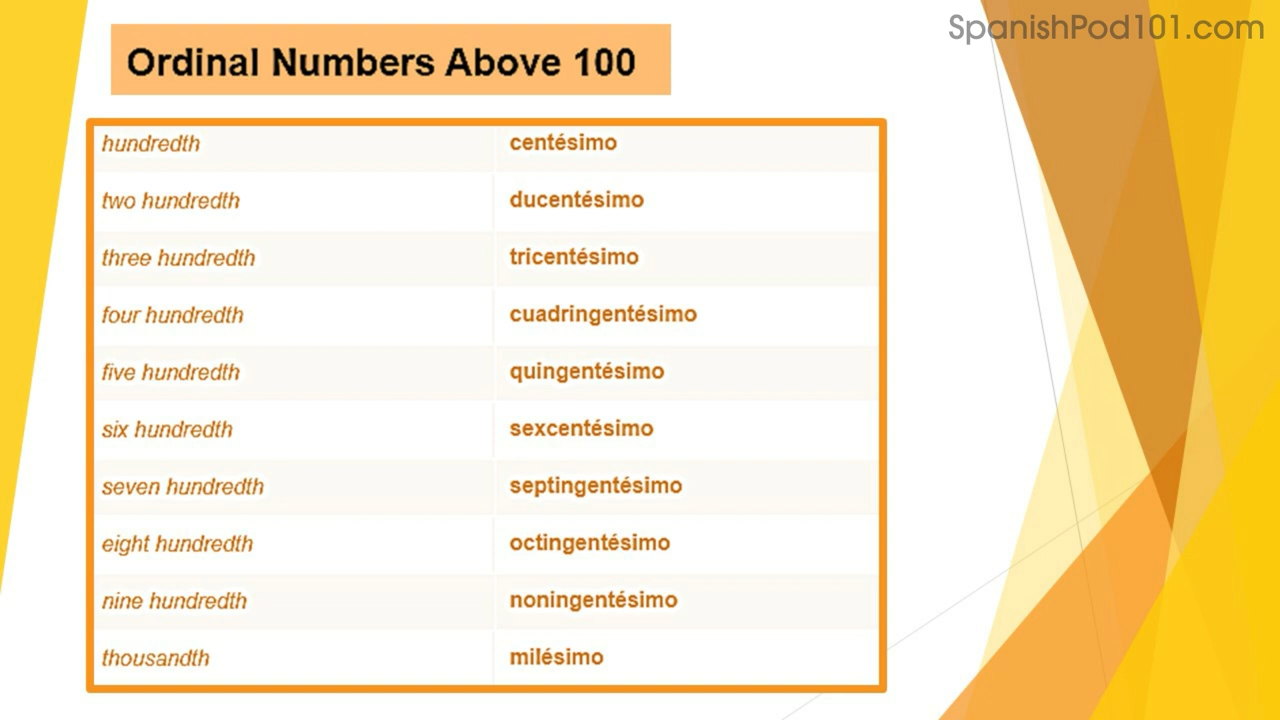 SpanishPod101.com
Ordinal Numbers Above 100
hundredth centésimo
two hundredth ducentésimo
three hundredth tricentésimo
four hundredth cuadringentésimo
five hundredth quingentésimo
six hundredth sexcentésimo
seven hundredth septingentésimo
eight hundredth octingentésimo
nine hundredth noningentésimo
thousandth milésimo